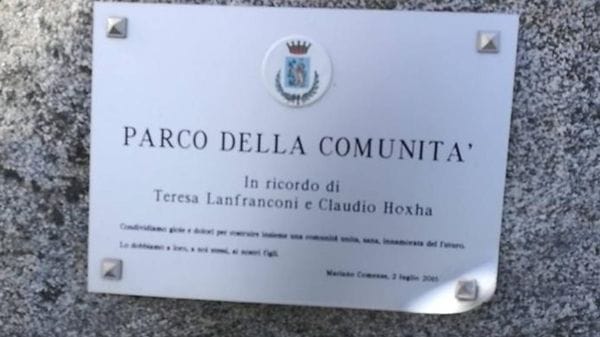 PARCO DELLA COMUNITA'
In ricordo di
Teresa Lanfranconi e Claudio Hoxha
Condividiamo gioie e dolori per costruire insieme una comunità unita, sana, innamorata del futuro.
Lo dobbiamo a loro, a noi stessi, ai nostri figli.
Mariano Comense, 2 luglio